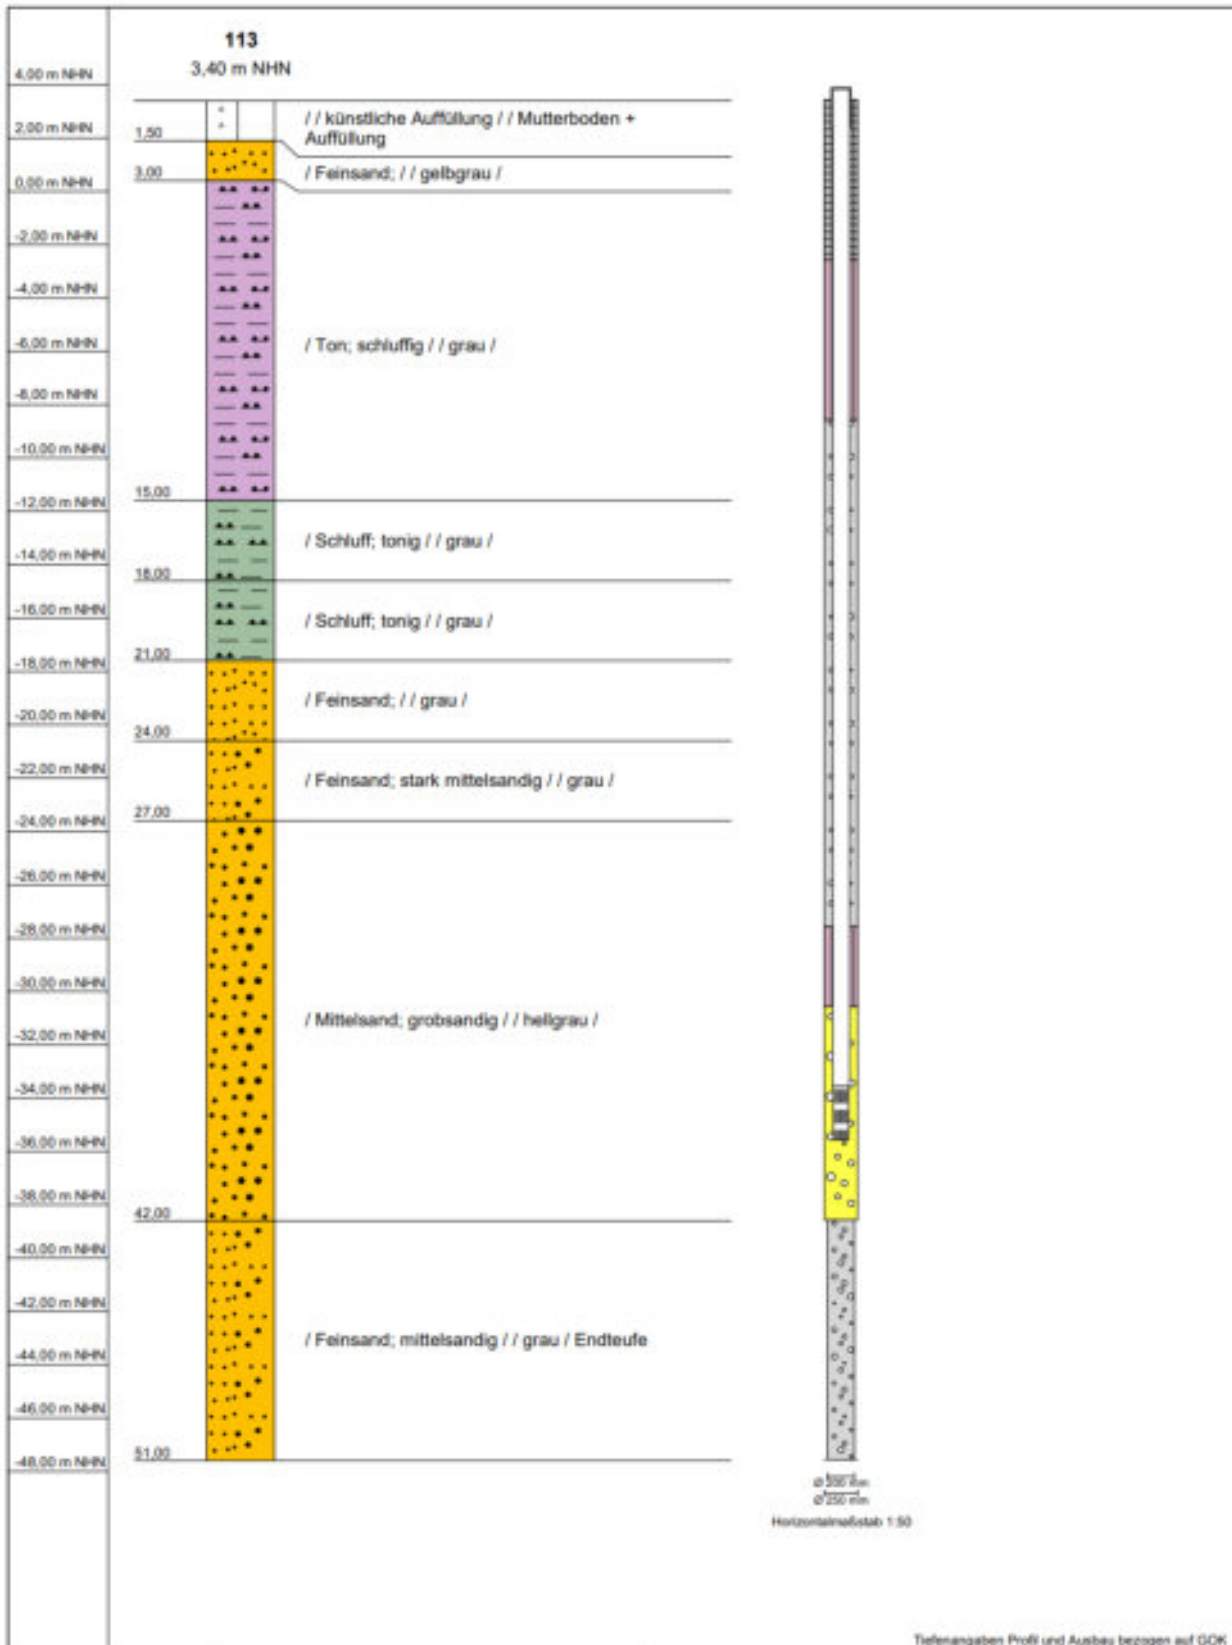 113
3,40 m NHN
4,00 m NHN
2,00 m NHN
0,00 m NHN
-2,00 m NHN
-4,00 m NHN
-6,00 m NHN
-8,00 m NHN
-10,00 m NHN
-12,00 m NHN
-14,00 m NHN
-16,00 m NHN
-18,00 m NHN
-20,00 m NHN
-22,00 m NHN
-24,00 m NHN
-26,00 m NHN
-28,00 m NHN
-30,00 m NHN
-32,00 m NHN
-34,00 m NHN
-36,00 m NHN
-38,00 m NHN
-40,00 m NHN
-42,00 m NHN
-44,00 m NHN
-46,00 m NHN
-48,00 m NHN
/ / künstliche Auffüllung / / Mutterboden +
Auffüllung
1,50
/ Feinsand; / / gelbgrau /
3,00
/ Ton; schluffig / / grau /
15,00
/ Schluff; tonig / / grau /
18,00
/ Schluff; tonig / / grau /
21,00
/ Feinsand; / / grau /
24,00
/ Feinsand; stark mittelsandig / / grau /
27,00
/ Mittelsand; grobsandig / / hellgrau /
42,00
/ Feinsand; mittelsandig / / grau / Endteufe
51,00
Ø 200 mm
Ø 250 mm
Horizontalmaßstab 1:50
Tiefenangaben Profil und Ausbau bezogen auf GOK